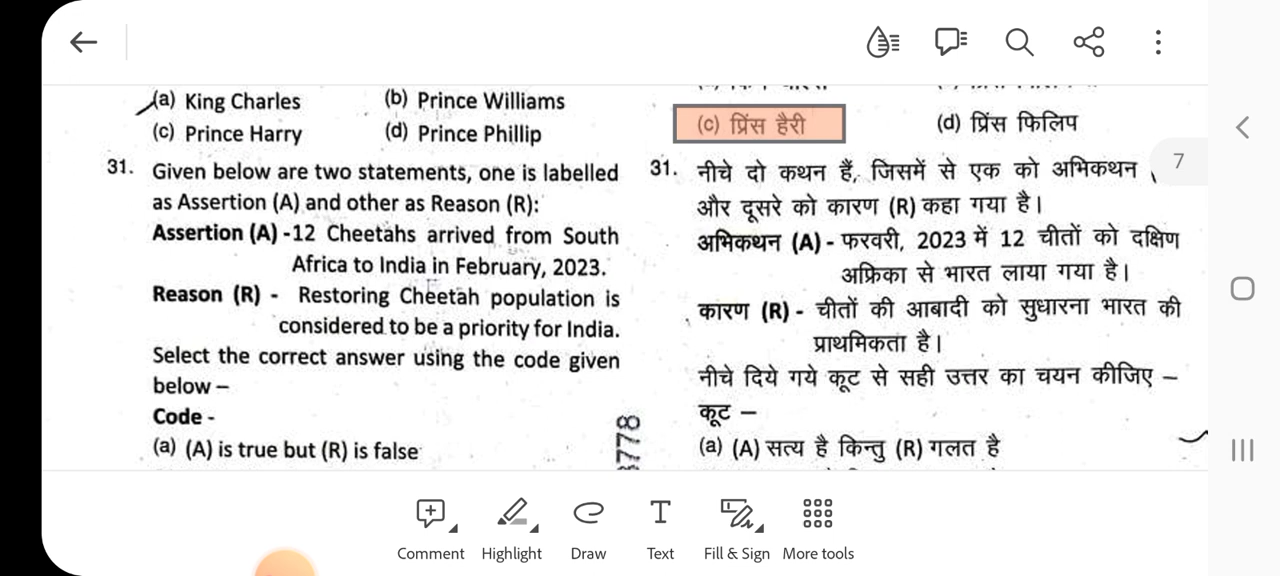 (a) King Charles
(b) Prince Williams
(c) Prince Harry
(d) Prince Phillip
31. Given below are two statements, one is labelled
as Assertion (A) and other as Reason (R):
Assertion (A) -12 Cheetahs arrived from South
Africa to India in February, 2023.
Reason (R) - Restoring Cheetah population is
considered to be a priority for India.
Select the correct answer using the code given
below –
Code -
(a) (A) is true but (R) is false
8778
(c) प्रिंस हैरी
(d) प्रिंस फिलिप
7
31. नीचे दो कथन हैं, जिसमें से एक को अभिकथन
और दूसरे को कारण (R) कहा गया है।
अभिकथन (A) - फरवरी, 2023 में 12 चीतों को दक्षिण
अफ्रिका से भारत लाया गया है।
कारण (R) - चीतों की आबादी को सुधारना भारत की
प्राथमिकता है।
नीचे दिये गये कूट से सही उत्तर का चयन कीजिए –
कूट –
(a) (A) सत्य है किन्तु (R) गलत है
Comment
Highlight
Draw
Text
Fill & Sign
More tools